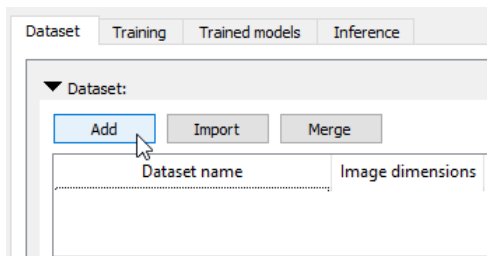 Dataset Training Trained models Inference
Dataset:
Add Import Merge
Dataset name Image dimensions